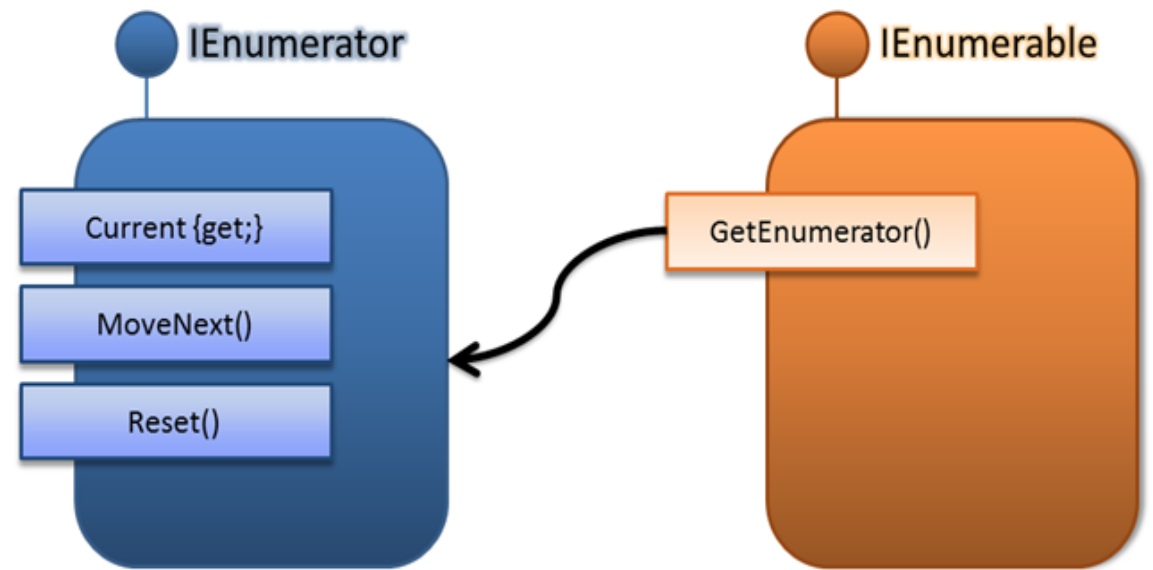 IEnumerator
Current {get;}
MoveNext()
Reset()
IEnumerable
GetEnumerator()